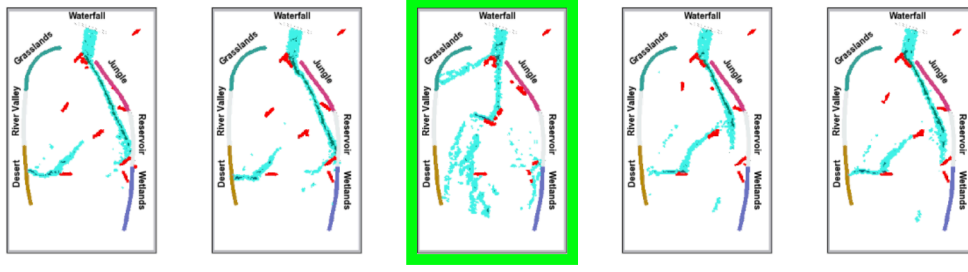 Waterfall
Grasslands
Jungle
River Valley
Reservoir
Desert
Wetlands
Waterfall
Grasslands
Jungle
River Valley
Reservoir
Desert
Wetlands
Waterfall
Grasslands
Jungle
River Valley
Reservoir
Desert
Wetlands
Waterfall
Grasslands
Jungle
River Valley
Reservoir
Desert
Wetlands
Waterfall
Grasslands
Jungle
River Valley
Reservoir
Desert
Wetlands